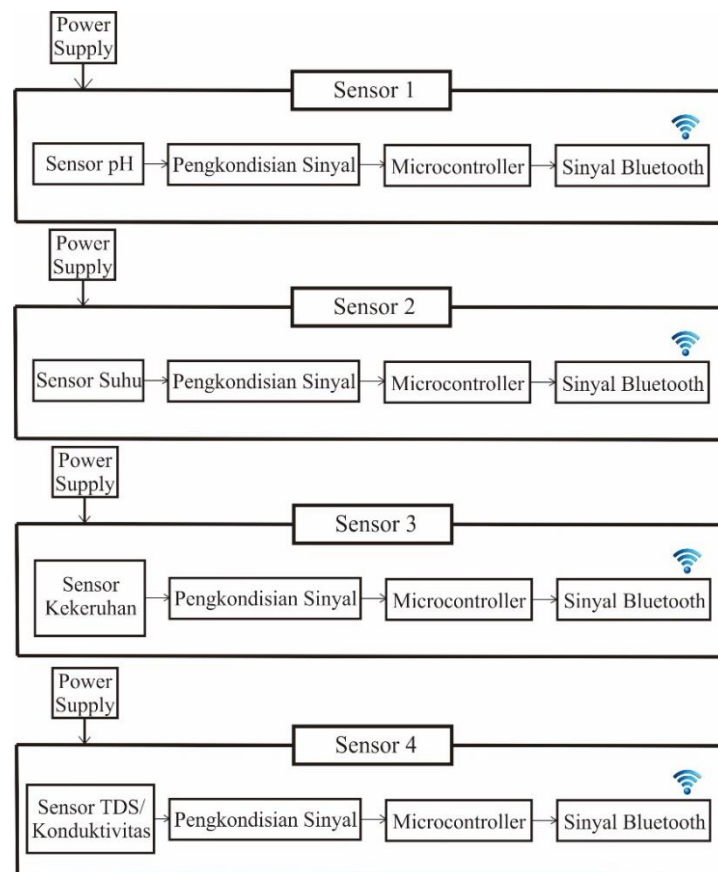 Power
Supply
Sensor 1
Sensor pH
Pengkondisian Sinyal
Microcontroller
Sinyal Bluetooth
Power
Supply
Sensor 2
Sensor Suhu
Pengkondisian Sinyal
Microcontroller
Sinyal Bluetooth
Power
Supply
Sensor 3
Sensor
Kekeruhan
Pengkondisian Sinyal
Microcontroller
Sinyal Bluetooth
Power
Supply
Sensor 4
Sensor TDS/
Konduktivitas
Pengkondisian Sinyal
Microcontroller
Sinyal Bluetooth